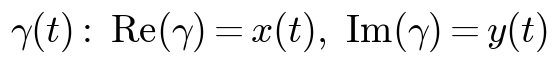 γ(t) : Re(γ) = x(t), Im(γ) = y(t)